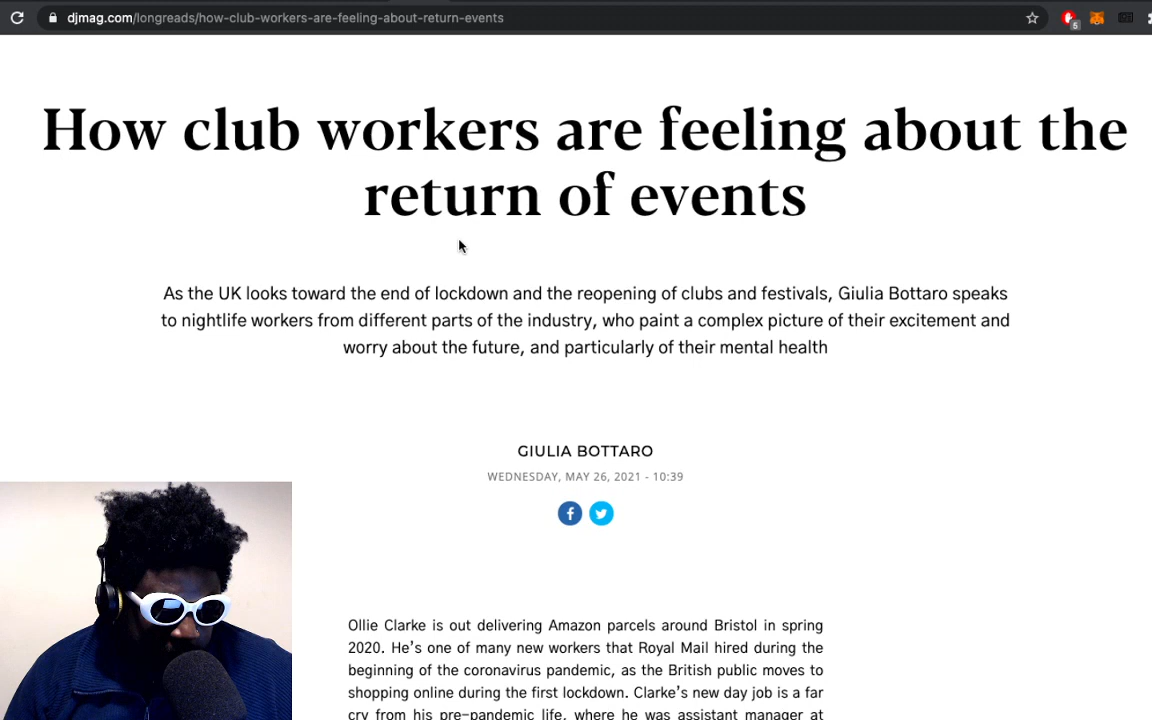 djmag.com/longreads/how-club-workers-are-feeling-about-return-events
5
How club workers are feeling about the
return of events
As the UK looks toward the end of lockdown and the reopening of clubs and festivals, Giulia Bottaro speaks
to nightlife workers from different parts of the industry, who paint a complex picture of their excitement and
worry about the future, and particularly of their mental health
GIULIA BOTTARO
WEDNESDAY, MAY 26, 2021 - 10:39
Ollie Clarke is out delivering Amazon parcels around Bristol in spring
2020. He’s one of many new workers that Royal Mail hired during the
beginning of the coronavirus pandemic, as the British public moves to
shopping online during the first lockdown. Clarke’s new day job is a far
cry from his pre-pandemic life, where he was assistant manager at